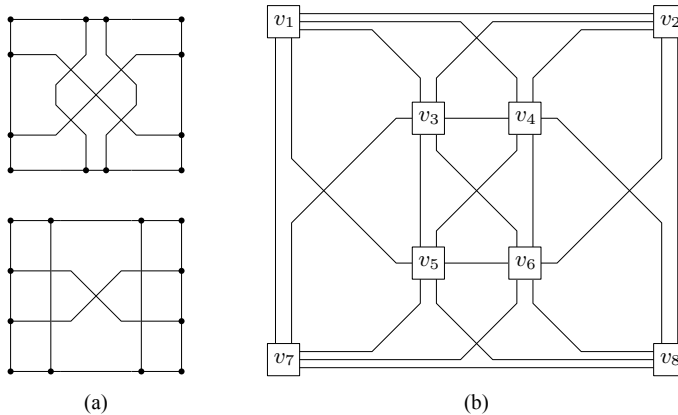 v₁ v₂
v₃ v₄
v₅ v₆
v₇ v₈
(a) (b)